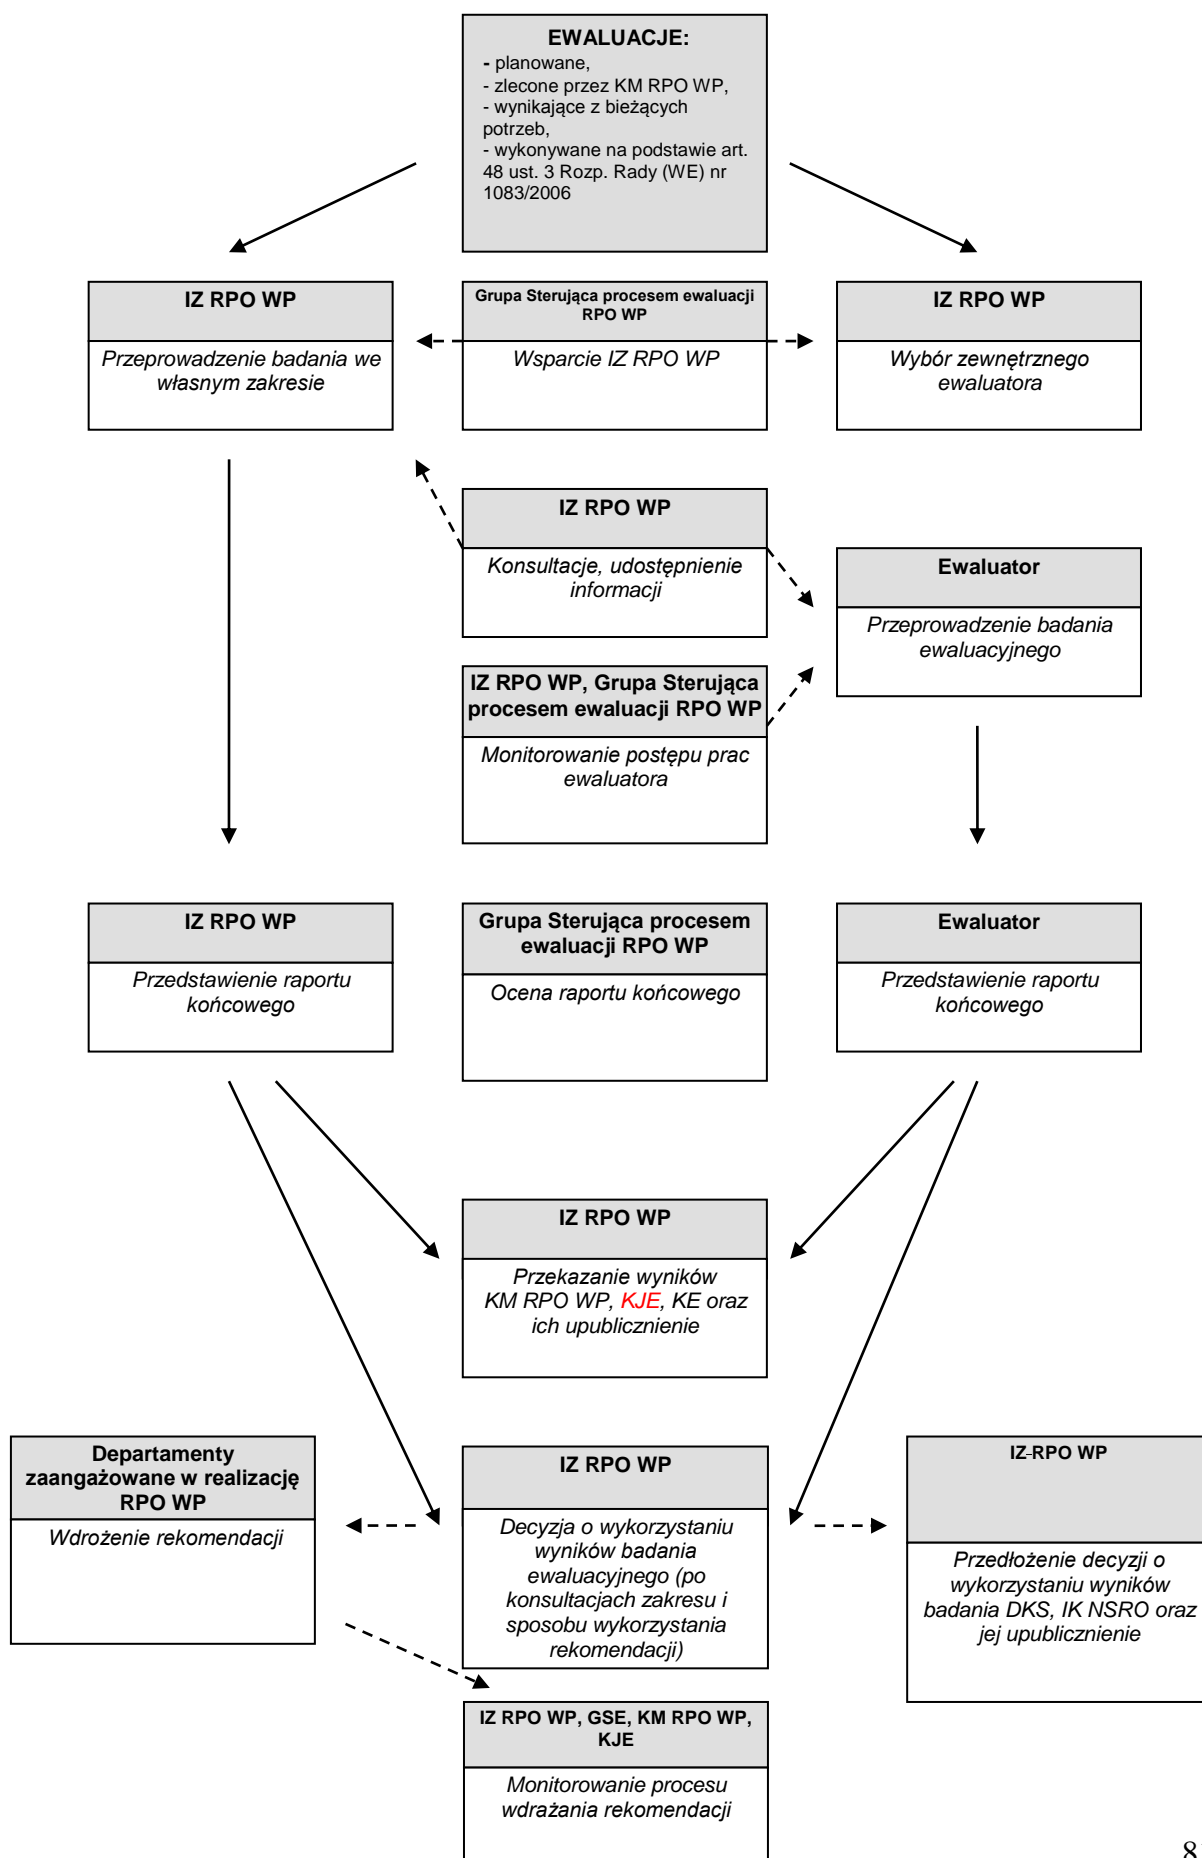 EWALUACJE:
- planowane,
- zlecone przez KM RPO WP,
- wynikające z bieżących
potrzeb,
- wykonywane na podstawie art.
48 ust. 3 Rozp. Rady (WE) nr
1083/2006
IZ RPO WP
Przeprowadzenie badania we
własnym zakresie
Grupa Sterująca procesem ewaluacji
RPO WP
Wsparcie IZ RPO WP
IZ RPO WP
Wybór zewnętrznego
ewaluatora
IZ RPO WP
Konsultacje, udostępnienie
informacji
Ewaluator
Przeprowadzenie badania
ewaluacyjnego
IZ RPO WP, Grupa Sterująca
procesem ewaluacji RPO WP
Monitorowanie postępu prac
ewaluatora
IZ RPO WP
Przedstawienie raportu
końcowego
Grupa Sterująca procesem
ewaluacji RPO WP
Ocena raportu końcowego
Ewaluator
Przedstawienie raportu
końcowego
IZ RPO WP
Przekazanie wyników
KM RPO WP, KJE, KE oraz
ich upublicznienie
Departamenty
zaangażowane w realizację
RPO WP
Wdrożenie rekomendacji
IZ RPO WP
Decyzja o wykorzystaniu
wyników badania
ewaluacyjnego (po
konsultacjach zakresu i
sposobu wykorzystania
rekomendacji)
IZ-RPO WP
Przedłożenie decyzji o
wykorzystaniu wyników
badania DKS, IK NSRO oraz
jej upublicznienie
IZ RPO WP, GSE, KM RPO WP,
KJE
Monitorowanie procesu
wdrażania rekomendacji